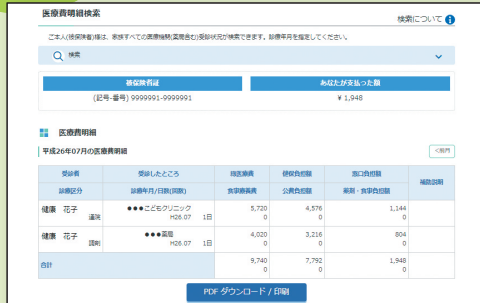 医療費明細検索
検索について
ご本人(被保険者)様は、家族すべての医療機関(薬局含む)受診状況が検索できます。診療年月を指定してください。
検索
被保険者証 あなたが支払った額
(記号-番号) 9999991-9999991 ¥ 1,948
医療費明細
平成26年07月の医療費明細
受診者 受診したところ 総医療費 健保負担額 窓口負担額 補助説明
診療区分 診療年月/日数(回数) 食事療養費 公費負担額 薬剤・食事負担額
健康 花子 ●●●こどもクリニック 5,720 4,576 1,144
通院 H26.07 1日 0 0 0
健康 花子 ●●●薬局 4,020 3,216 804
調剤 H26.07 1日 0 0 0
合計 9,740 7,792 1,948
0 0 0
PDF ダウンロード / 印刷